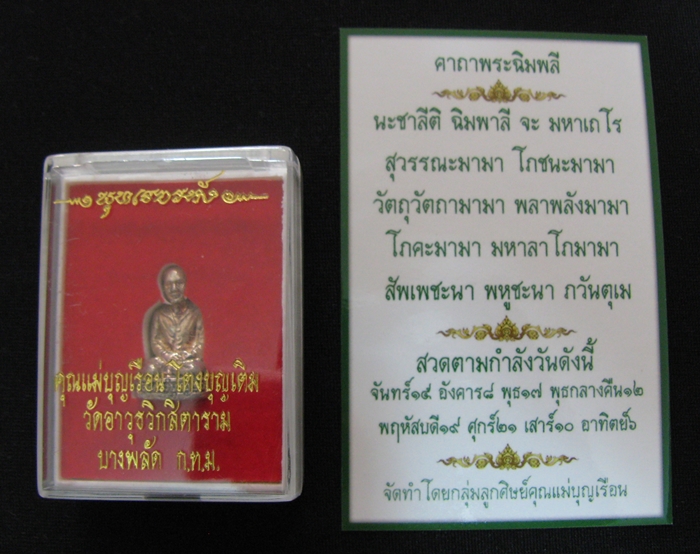 พุทธบารมี
คุณแม่บุญเรือน โตงบุญเติม
วัดอาวุธวิกสิตาราม
บางพลัด ก.ท.ม.
คาถาพระฉิมพลี
นะชาลีติ ฉิมพาลี จะ มหาเถโร
สุวรรณะมามา โภชนะมามา
วัตถุวัตถามามา พลาพลังมามา
โภคะมามา มหาลาโภมามา
สัพเพชะนา พหูชะนา ภวันตุเม
สวดตามกำลังวันดังนี้
จันทร์๑๕ อังคาร๘ พุธ๑๗ พุธกลางคืน๑๒
พฤหัสบดี๑๙ ศุกร์๒๑ เสาร์๑๐ อาทิตย์๖
จัดทำโดยกลุ่มลูกศิษย์คุณแม่บุญเรือน